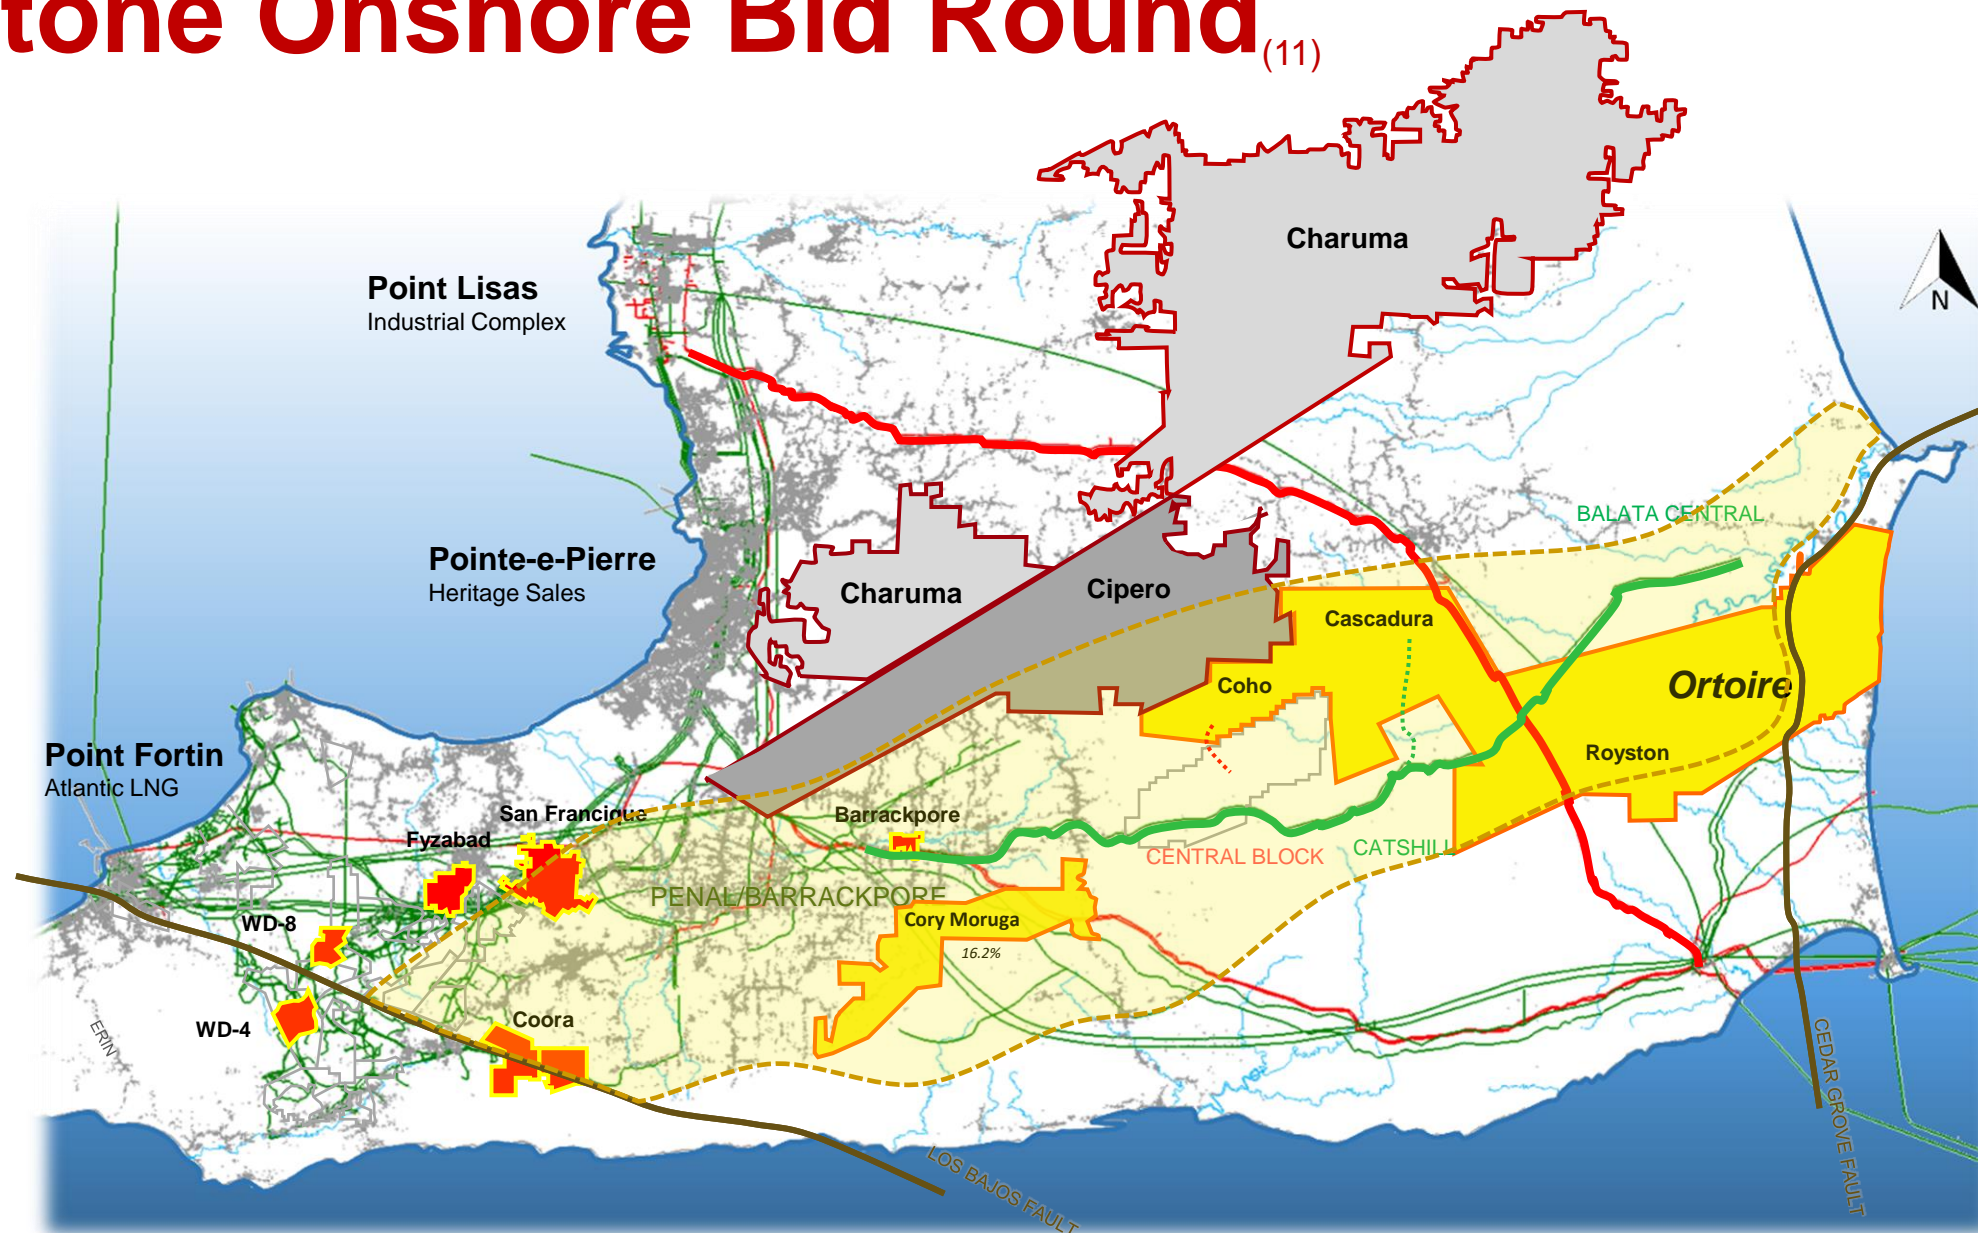 tone Onshore Bid Round(11)
Charuma
Point Lisas
Industrial Complex
N
BALATA CENTRAL
Pointe-e-Pierre
Heritage Sales
Charuma
Cipero
Cascadura
Coho
Ortoire
Point Fortin
Atlantic LNG
Royston
San Francique
Barrackpore
Fyzabad
CENTRAL BLOCK
CATSHILL
PENAL/BARRACKPORE
Cory Moruga
16.2%
WD-8
WD-4
Coora
ERIN
CEDAR GROVE FAULT
LOS BAJOS FAULT